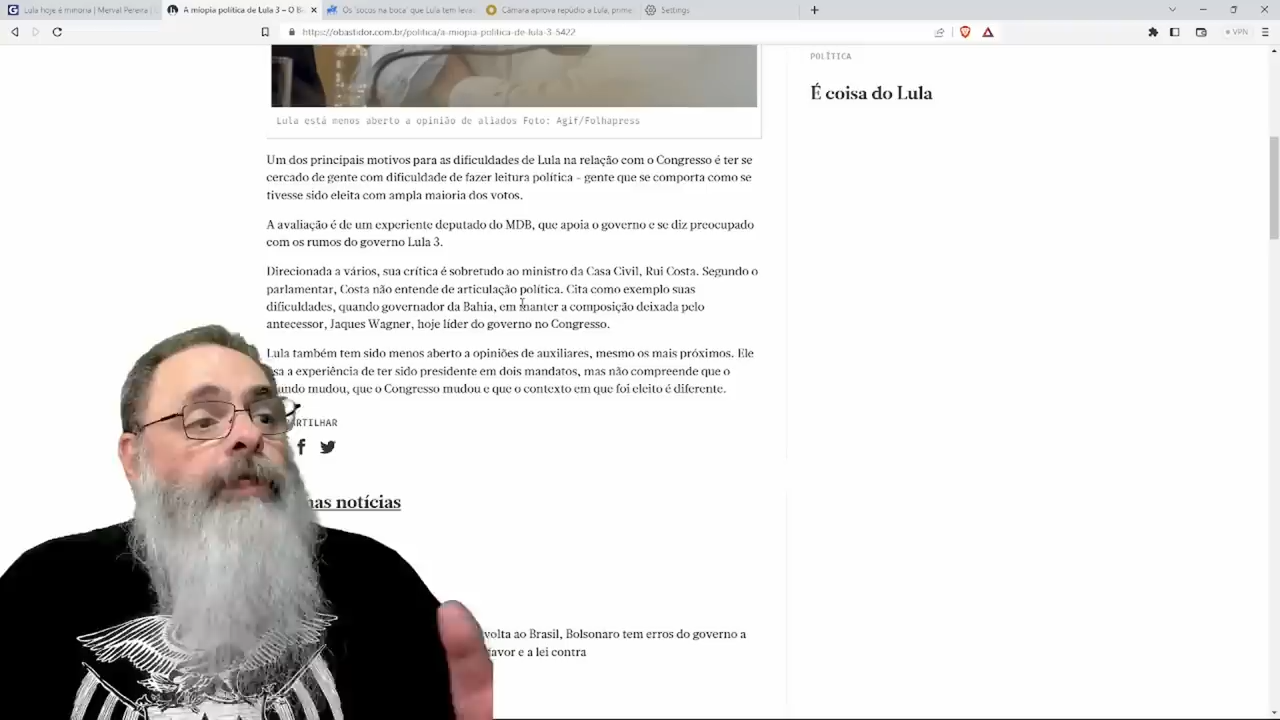 Lula hoje é minoria | Merval Pereira |
A miopia política de Lula 3 – O B
Os 'socos na boca' que Lula tem leva
Câmara aprova repúdio a Lula, prime
Settings
https://obastidor.com.br/politica/a-miopia-politica-de-lula-3-5422
VPN
POLÍTICA
É coisa do Lula
Lula está menos aberto a opinião de aliados Foto: Agif/Folhapress
Um dos principais motivos para as dificuldades de Lula na relação com o Congresso é ter se
cercado de gente com dificuldade de fazer leitura política - gente que se comporta como se
tivesse sido eleita com ampla maioria dos votos.
A avaliação é de um experiente deputado do MDB, que apoia o governo e se diz preocupado
com os rumos do governo Lula 3.
Direcionada a vários, sua crítica é sobretudo ao ministro da Casa Civil, Rui Costa. Segundo o
parlamentar, Costa não entende de articulação política. Cita como exemplo suas
dificuldades, quando governador da Bahia, em manter a composição deixada pelo
antecessor, Jaques Wagner, hoje líder do governo no Congresso.
Lula também tem sido menos aberto a opiniões de auxiliares, mesmo os mais próximos. Ele
sa a experiência de ter sido presidente em dois mandatos, mas não compreende que o
undo mudou, que o Congresso mudou e que o contexto em que foi eleito é diferente.
ARTILHAR
nas notícias
volta ao Brasil, Bolsonaro tem erros do governo a
favor e a lei contra